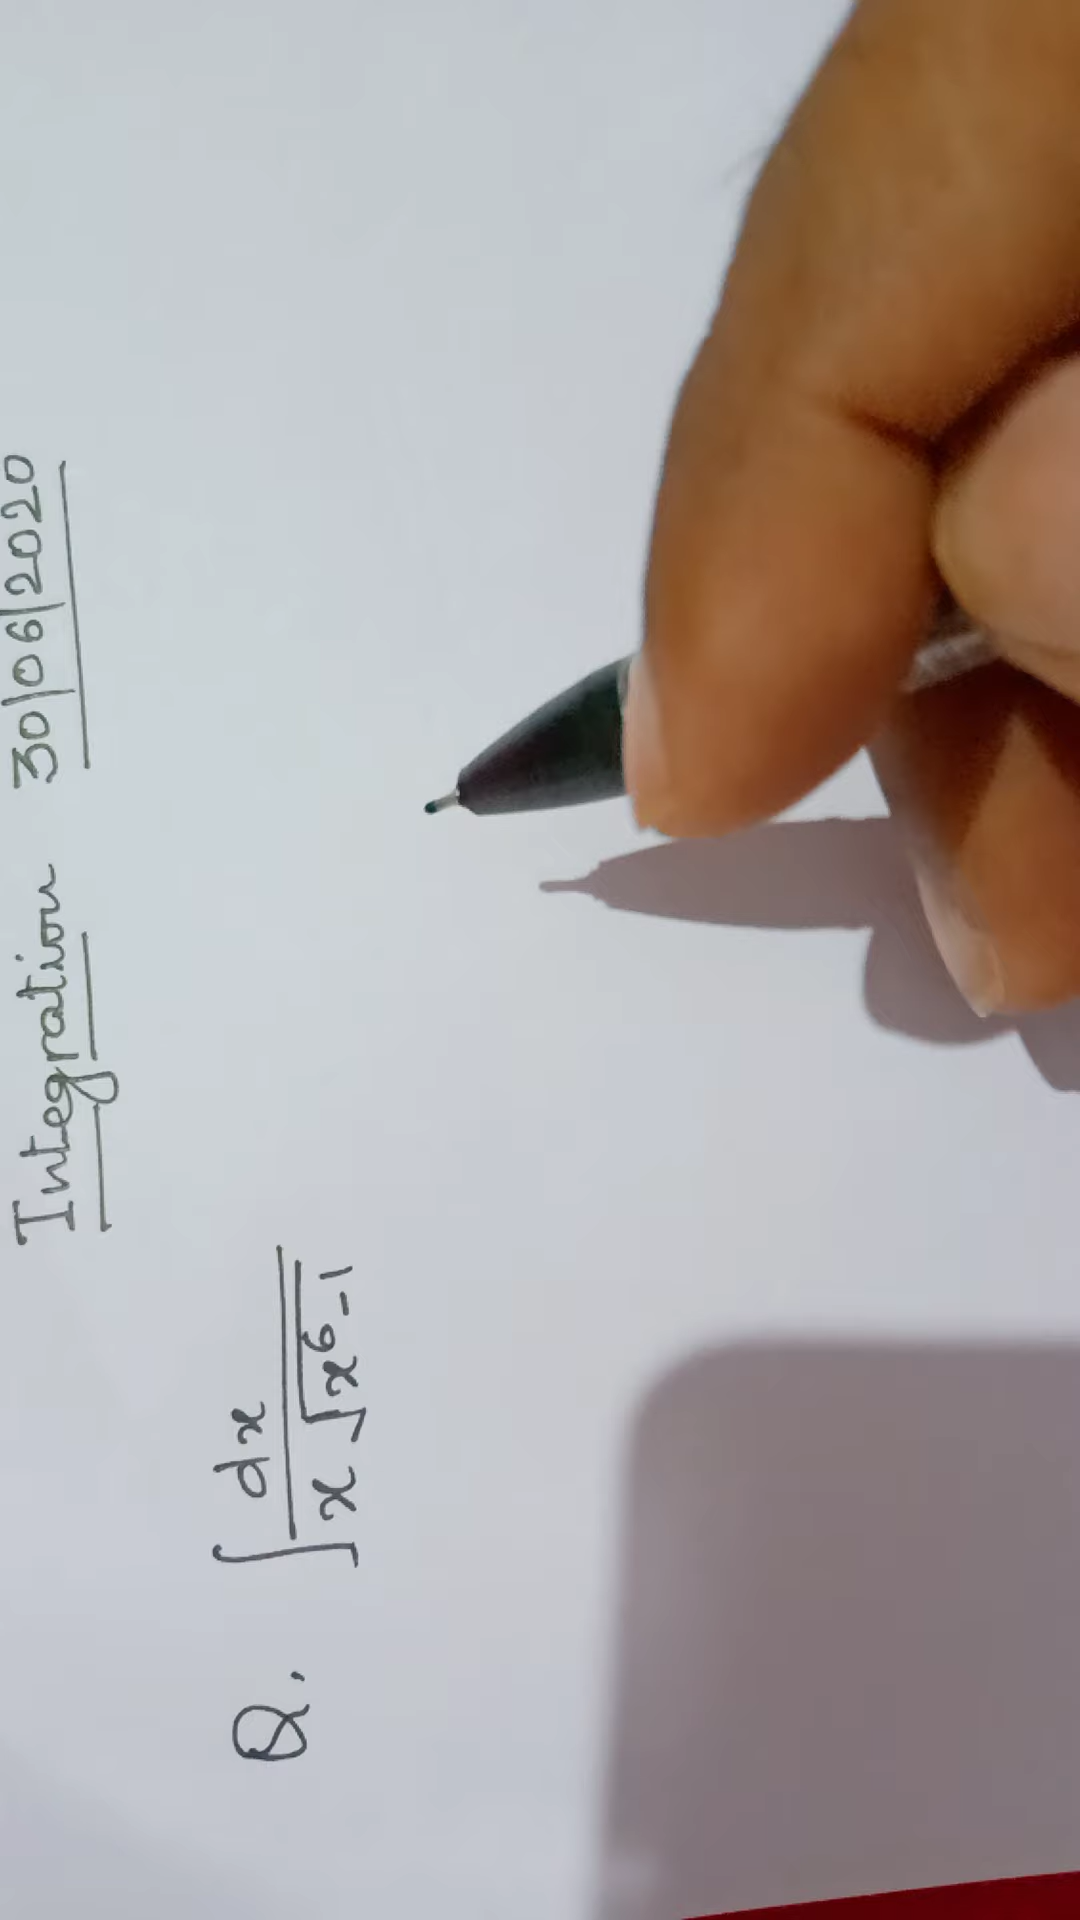 Integration 30/06/2020
Q. ∫ dx / x √x⁶-1